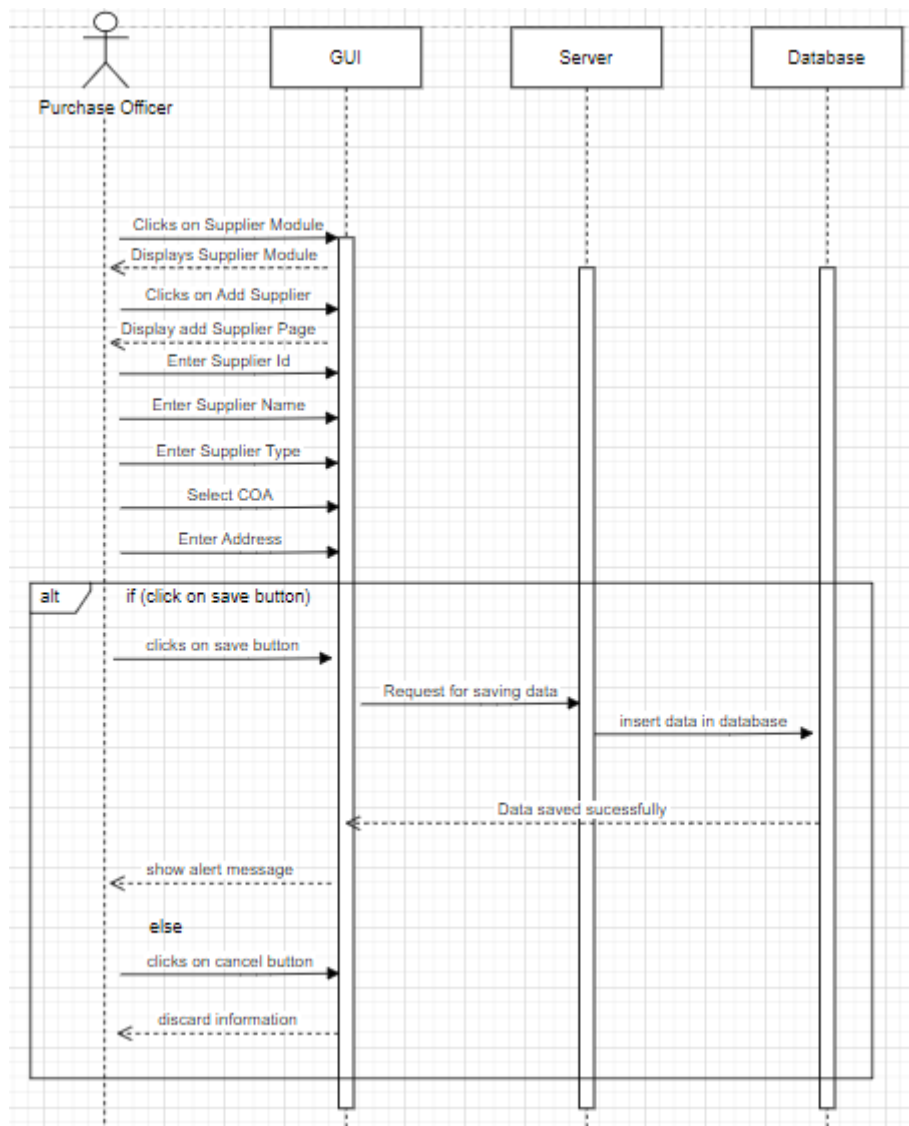 GUI
Server
Database
Purchase Officer
Clicks on Supplier Module
Displays Supplier Module
Clicks on Add Supplier
Display add Supplier Page
Enter Supplier Id
Enter Supplier Name
Enter Supplier Type
Select COA
Enter Address
alt
if (click on save button)
clicks on save button
Request for saving data
insert data in database
Data saved sucessfully
show alert message
else
clicks on cancel button
discard information